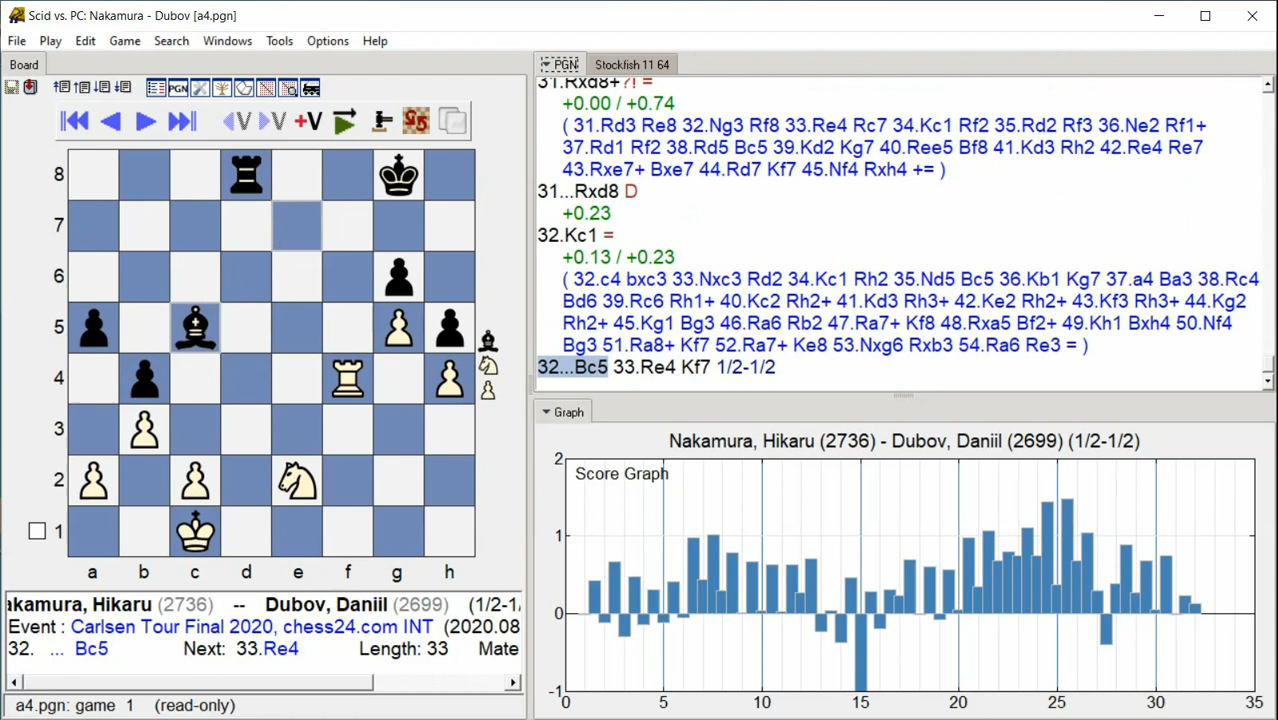 Scid vs. PC: Nakamura - Dubov [a4.pgn]
File Play Edit Game Search Windows Tools Options Help
Board
PGN
+V
8
7
6
5
4
3
2
1
a b c d e f g h
akamura, Hikaru (2736) -- Dubov, Daniil (2699) (1/2-1/
Event : Carlsen Tour Final 2020, chess24.com INT (2020.08
32. ... Bc5 Next: 33.Re4 Length: 33 Mate
a4.pgn: game 1 (read-only)
PGN Stockfish 11 64
31.Rxd8+?! =
+0.00 / +0.74
( 31.Rd3 Re8 32.Ng3 Rf8 33.Re4 Rc7 34.Kc1 Rf2 35.Rd2 Rf3 36.Ne2 Rf1+
37.Rd1 Rf2 38.Rd5 Bc5 39.Kd2 Kg7 40.Ree5 Bf8 41.Kd3 Rh2 42.Re4 Re7
43.Rxe7+ Bxe7 44.Rd7 Kf7 45.Nf4 Rxh4 += )
31...Rxd8 D
+0.23
32.Kc1 =
+0.13 / +0.23
( 32.c4 bxc3 33.Nxc3 Rd2 34.Kc1 Rh2 35.Nd5 Bc5 36.Kb1 Kg7 37.a4 Ba3 38.Rc4
Bd6 39.Rc6 Rh1+ 40.Kc2 Rh2+ 41.Kd3 Rh3+ 42.Ke2 Rh2+ 43.Kf3 Rh3+ 44.Kg2
Rh2+ 45.Kg1 Bg3 46.Ra6 Rb2 47.Ra7+ Kf8 48.Rxa5 Bf2+ 49.Kh1 Bxh4 50.Nf4
Bg3 51.Ra8+ Kf7 52.Ra7+ Ke8 53.Nxg6 Rxb3 54.Ra6 Re3 = )
32...Bc5 33.Re4 Kf7 1/2-1/2
Graph
Nakamura, Hikaru (2736) - Dubov, Daniil (2699) (1/2-1/2)
Score Graph
2
1
0
-1
0 5 10 15 20 25 30 35